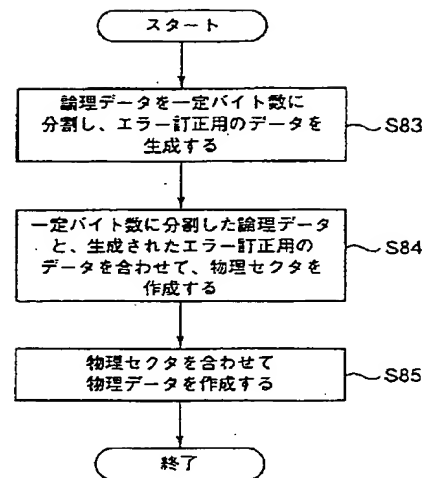 スタート
論理データを一定バイト数に
分割し、エラー訂正用のデータを
生成する
S83
一定バイト数に分割した論理データ
と、生成されたエラー訂正用の
データを合わせて、物理セクタを
作成する
S84
物理セクタを合わせて
物理データを作成する
S85
終了